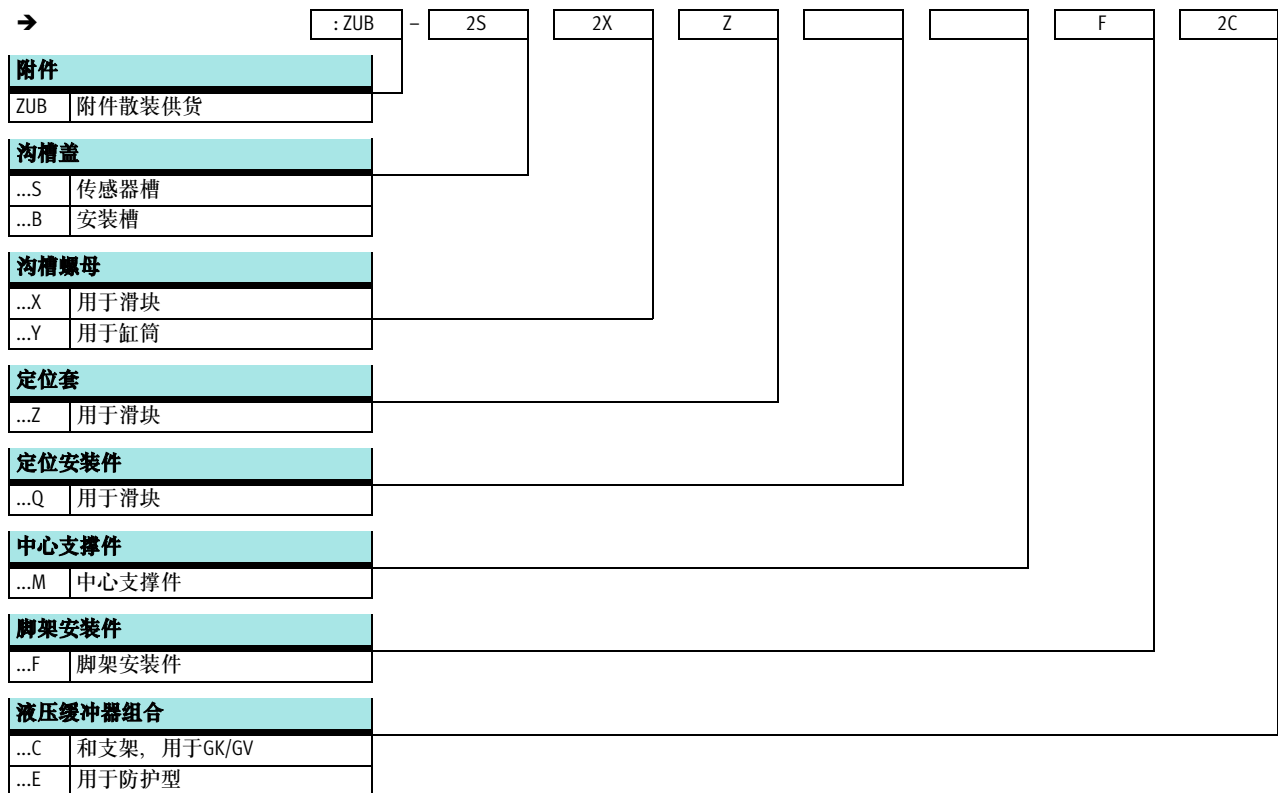 ➔ : ZUB – 2S 2X Z F 2C
附件
ZUB 附件散装供货
沟槽盖
...S 传感器槽
...B 安装槽
沟槽螺母
...X 用于滑块
...Y 用于缸筒
定位套
...Z 用于滑块
定位安装件
...Q 用于滑块
中心支撑件
...M 中心支撑件
脚架安装件
...F 脚架安装件
液压缓冲器组合
...C 和支架，用于GK/GV
...E 用于防护型